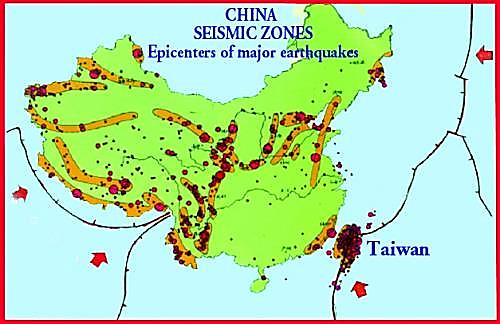 CHINA
SEISMIC ZONES
Epicenters of major earthquakes
Taiwan